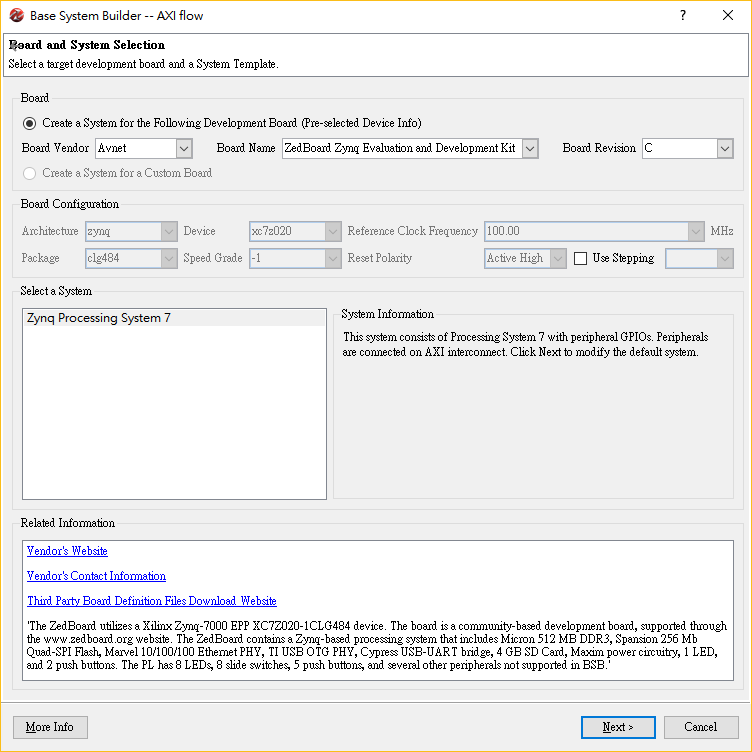 Base System Builder -- AXI flow
?
Board and System Selection
Select a target development board and a System Template.
Board
Create a System for the Following Development Board (Pre-selected Device Info)
Board Vendor Avnet Board Name ZedBoard Zynq Evaluation and Development Kit Board Revision C
Create a System for a Custom Board
Board Configuration
Architecture zynq Device xc7z020 Reference Clock Frequency 100.00 MHz
Package clg484 Speed Grade -1 Reset Polarity Active High Use Stepping
Select a System
Zynq Processing System 7
System Information
This system consists of Processing System 7 with peripheral GPIOs. Peripherals
are connected on AXI interconnect. Click Next to modify the default system.
Related Information
Vendor's Website
Vendor's Contact Information
Third Party Board Definition Files Download Website
'The ZedBoard utilizes a Xilinx Zynq-7000 EPP XC7Z020-1CLG484 device. The board is a community-based development board, supported through
the www.zedboard.org website. The ZedBoard contains a Zynq-based processing system that includes Micron 512 MB DDR3, Spansion 256 Mb
Quad-SPI Flash, Marvel 10/100/100 Ethernet PHY, TI USB OTG PHY, Cypress USB-UART bridge, 4 GB SD Card, Maxim power circuitry, 1 LED,
and 2 push buttons. The PL has 8 LEDs, 8 slide switches, 5 push buttons, and several other peripherals not supported in BSB.'
More Info Next > Cancel